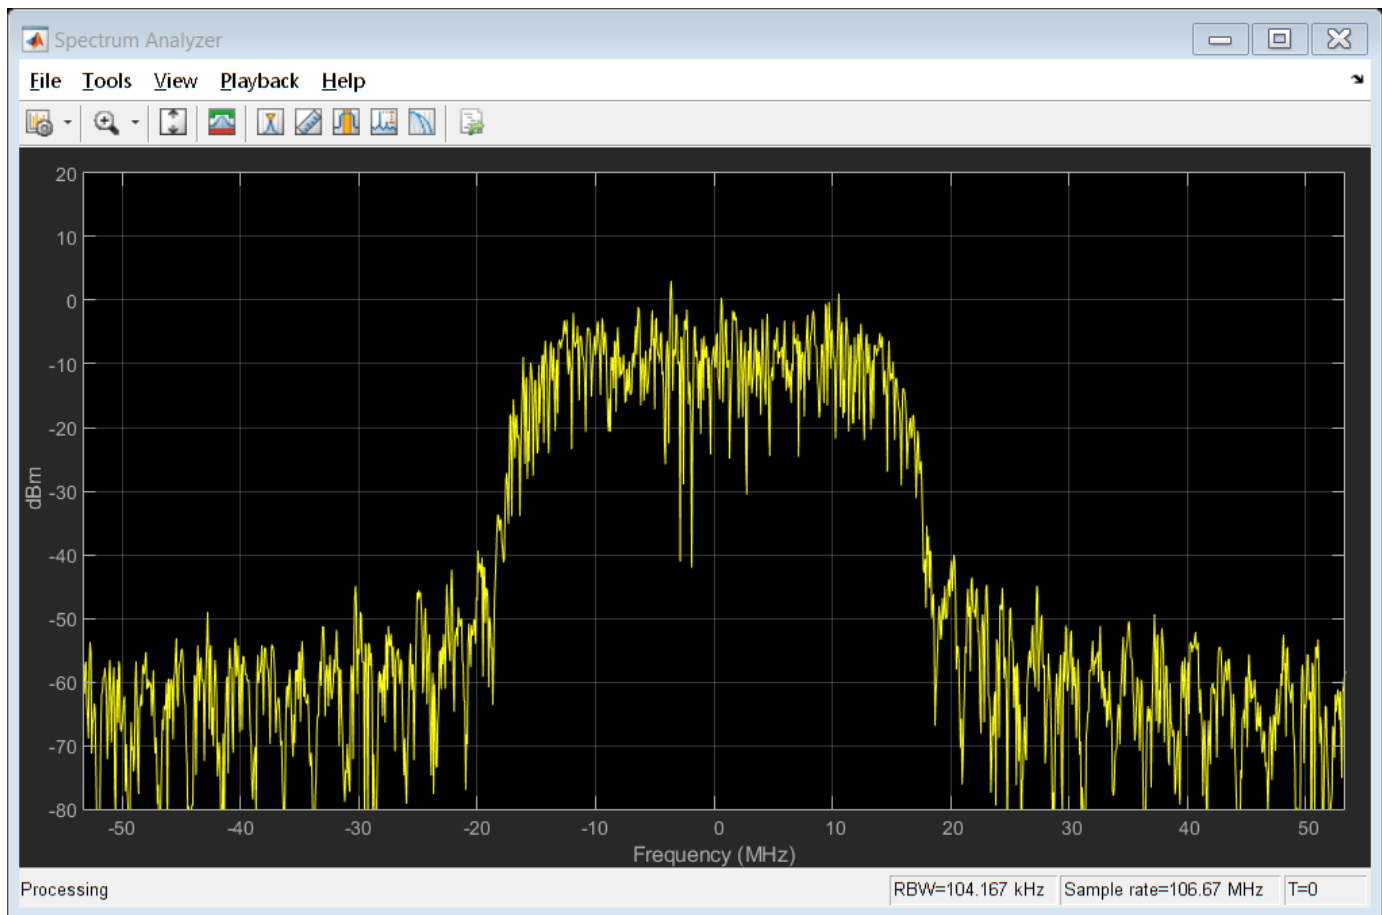 Spectrum Analyzer
File Tools View Playback Help
20
10
0
-10
-20
-30
-40
-50
-60
-70
-80
dBm
-50 -40 -30 -20 -10 0 10 20 30 40 50
Frequency (MHz)
Processing RBW=104.167 kHz Sample rate=106.67 MHz T=0